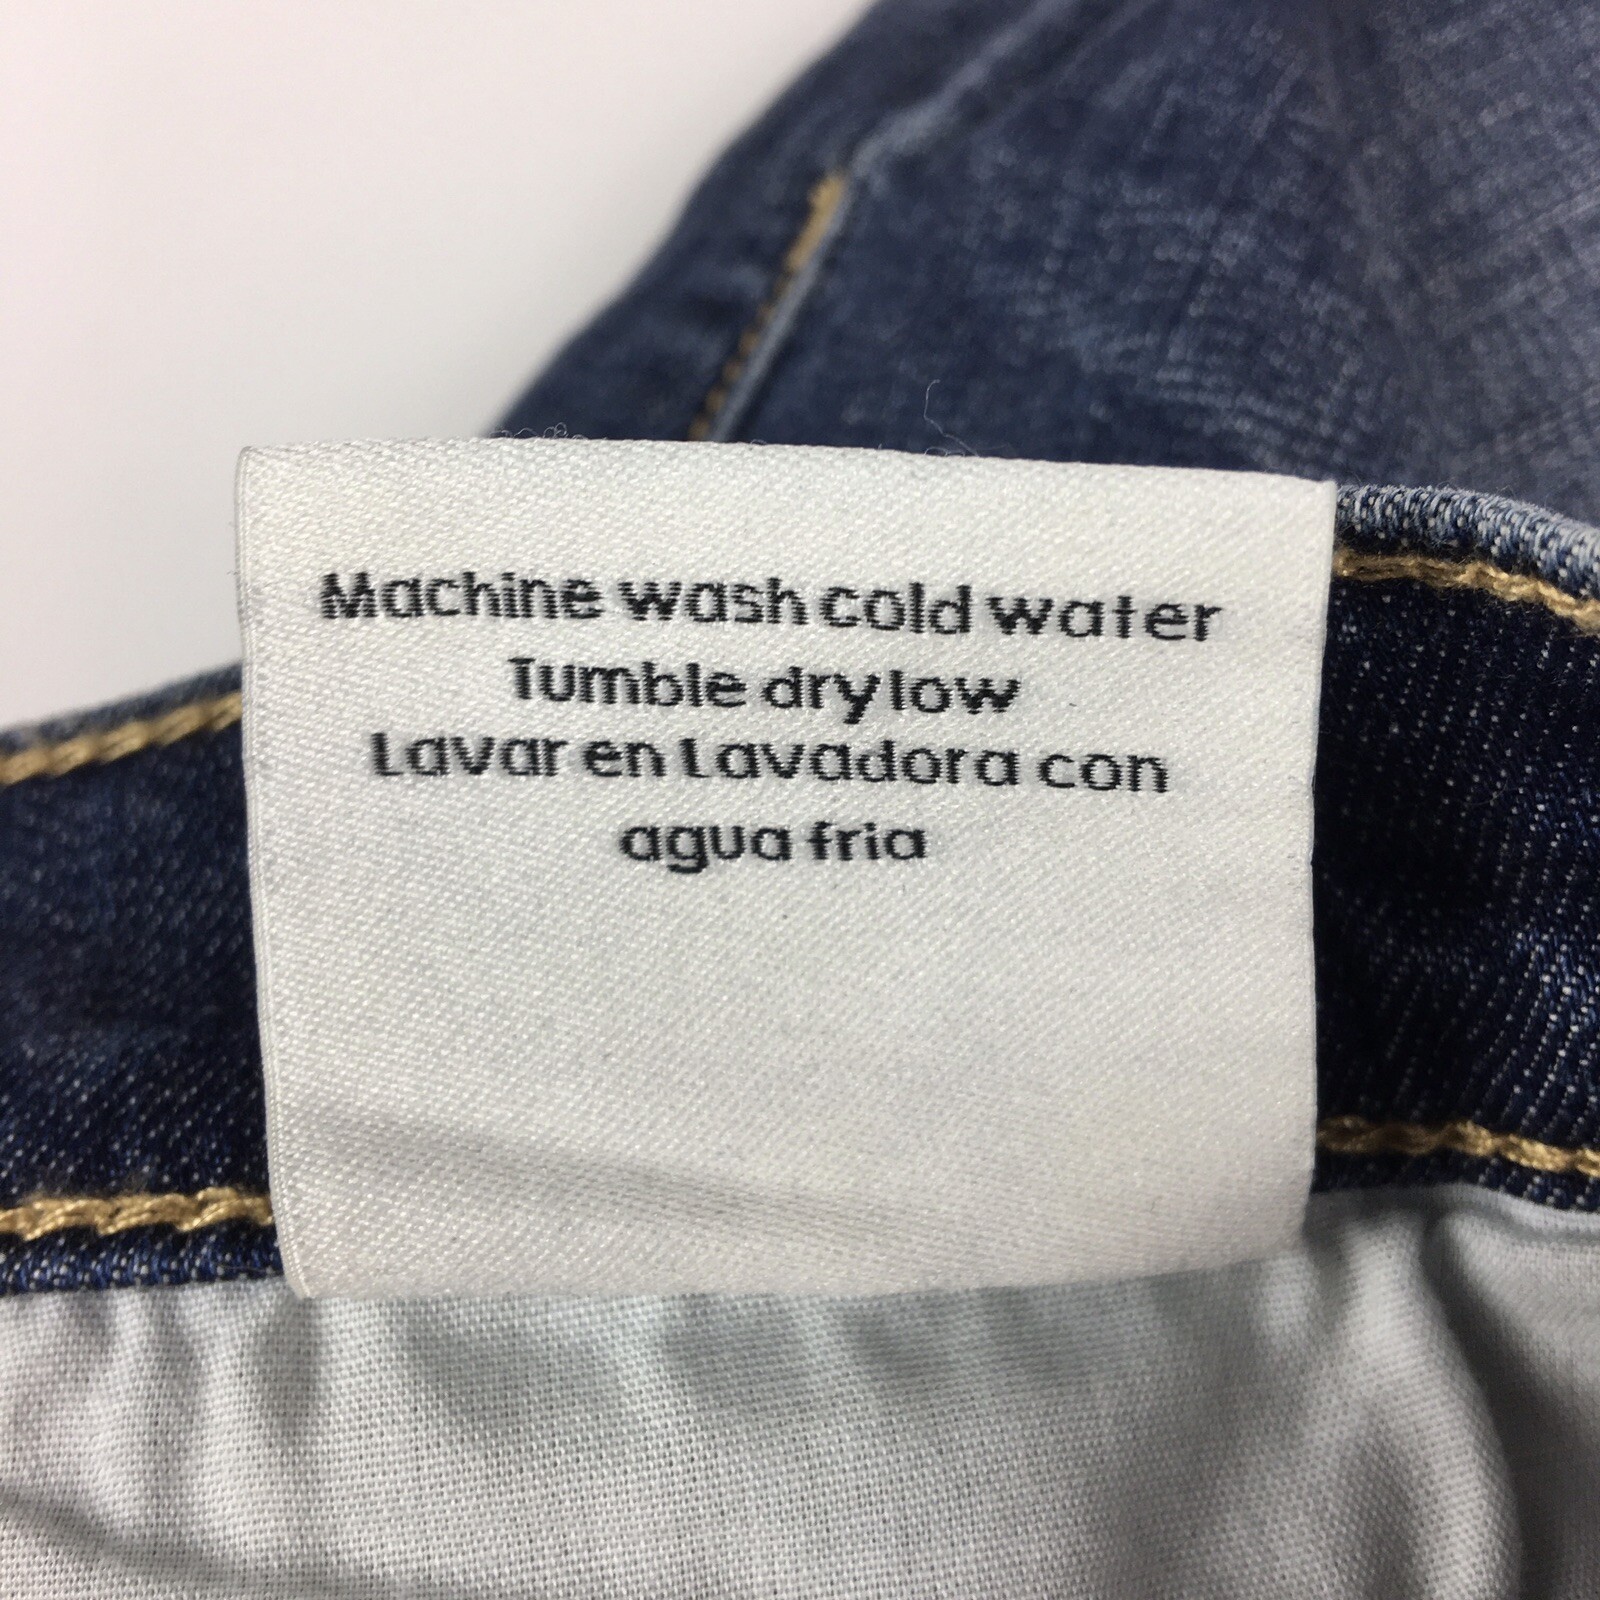 Machine wash cold water
Tumble dry low
Lavar en Lavadora con
agua fria